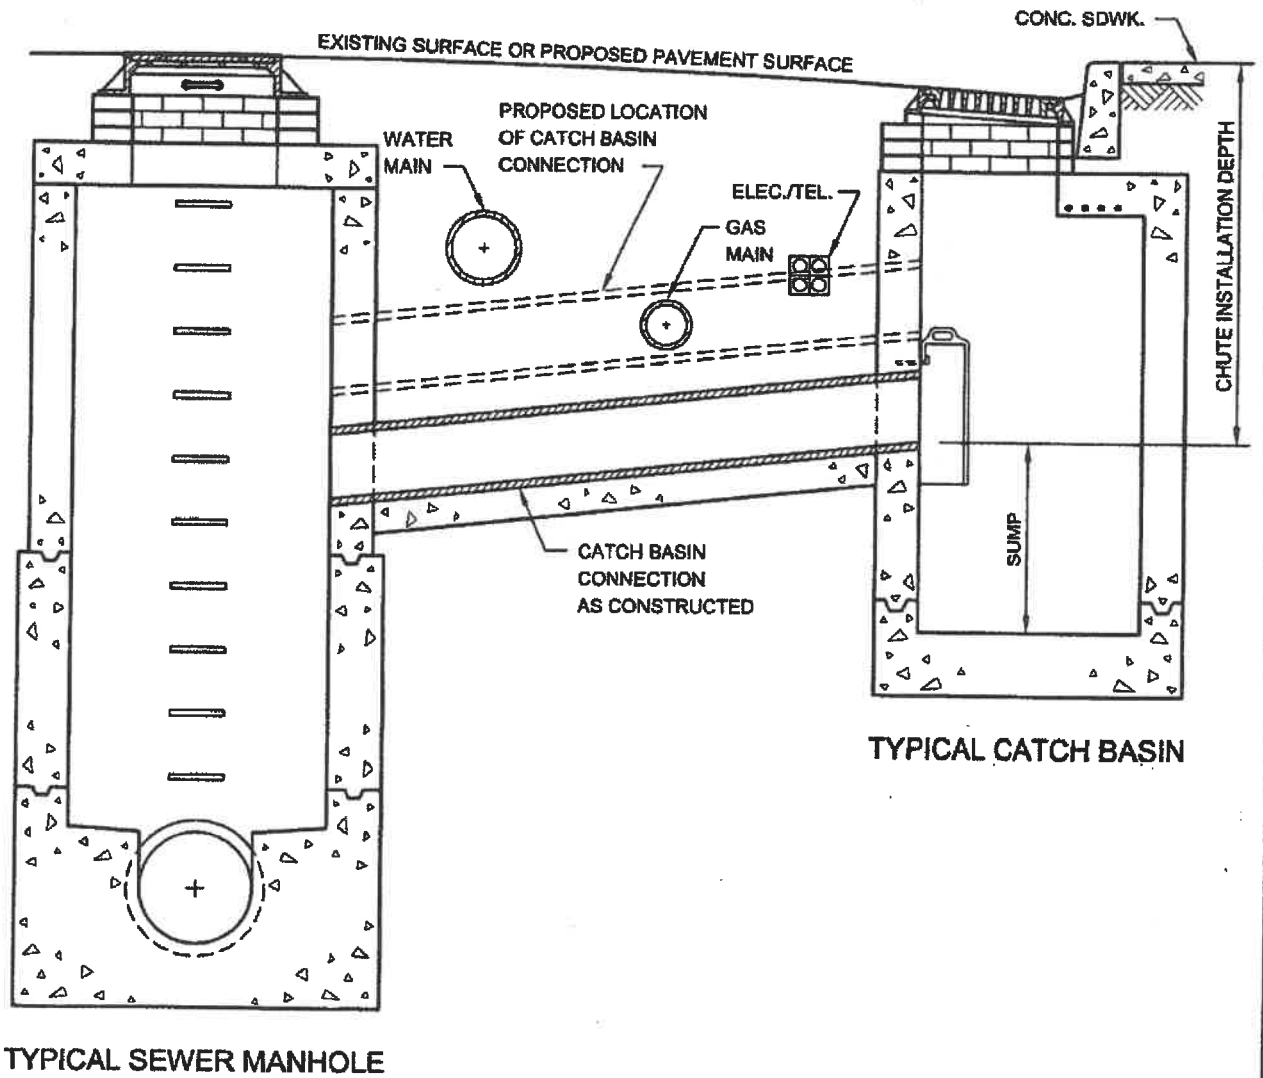 CONC. SDWK.
EXISTING SURFACE OR PROPOSED PAVEMENT SURFACE
PROPOSED LOCATION
OF CATCH BASIN
CONNECTION
WATER
MAIN
ELEC./TEL.
GAS
MAIN
CHUTE INSTALLATION DEPTH
SUMP
CATCH BASIN
CONNECTION
AS CONSTRUCTED
TYPICAL CATCH BASIN
TYPICAL SEWER MANHOLE